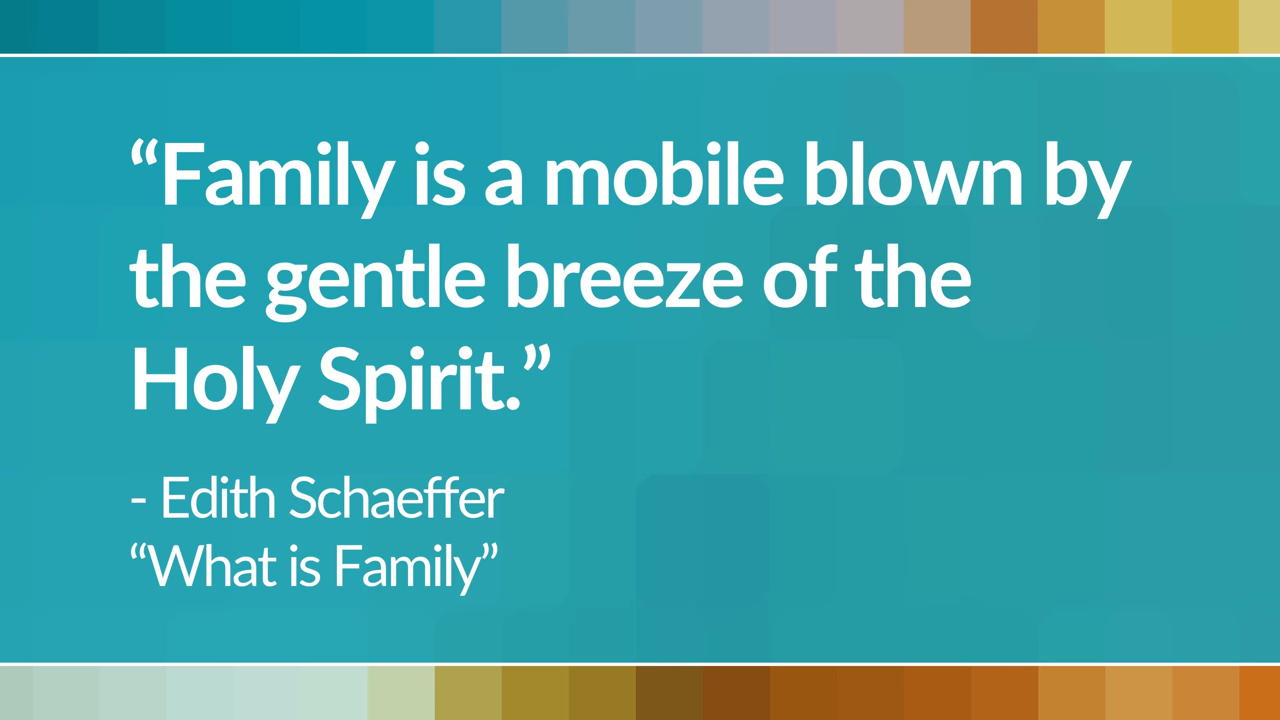 “Family is a mobile blown by
the gentle breeze of the
Holy Spirit.”
- Edith Schaeffer
“What is Family”